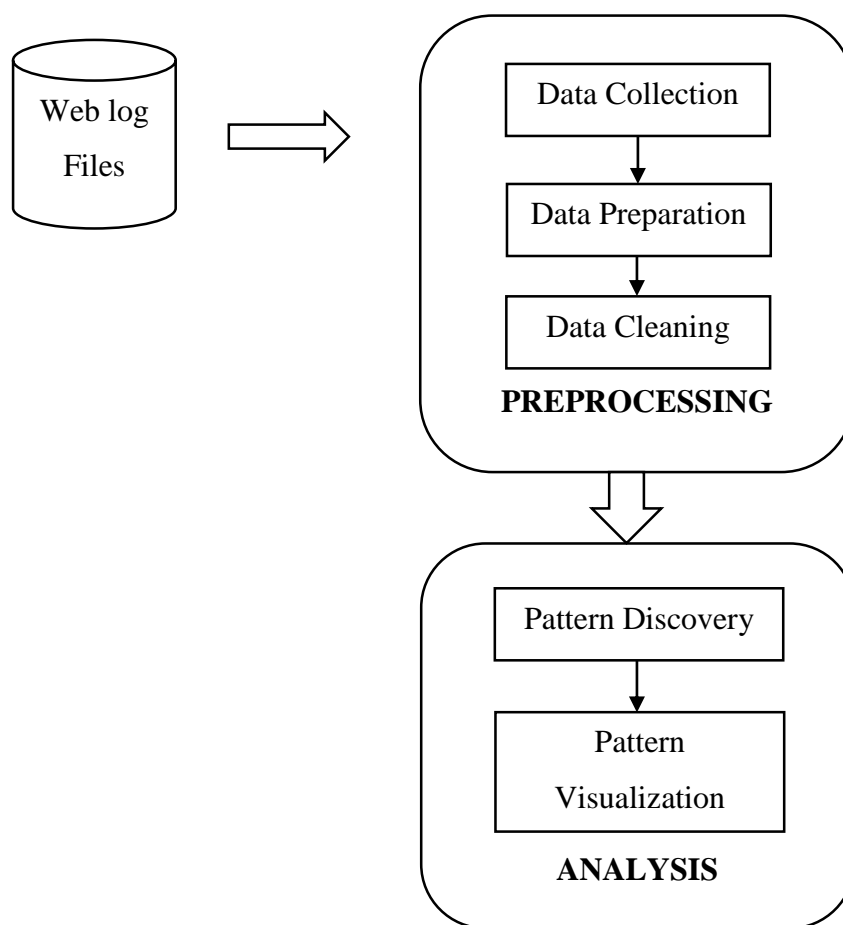 Web log
Files
Data Collection
Data Preparation
Data Cleaning
PREPROCESSING
Pattern Discovery
Pattern
Visualization
ANALYSIS